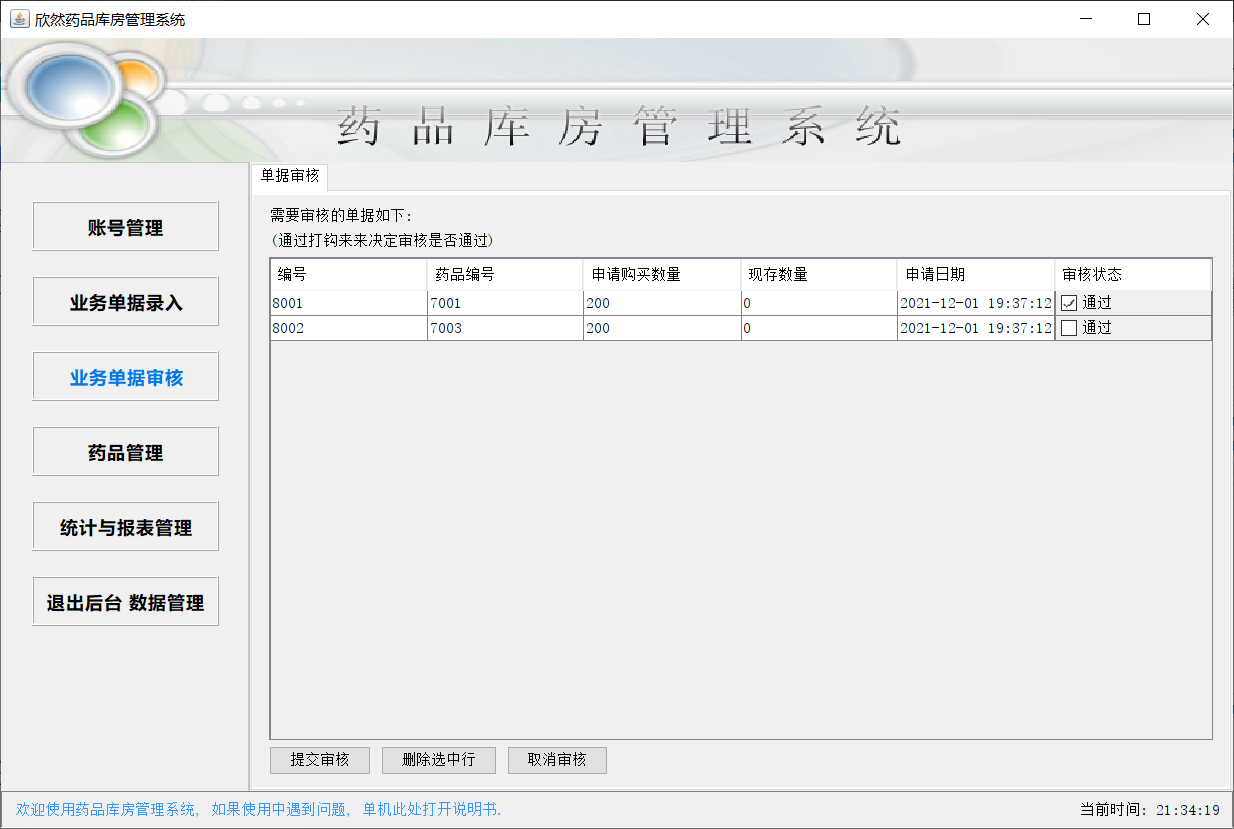 欣然药品库房管理系统
药品库房管理系统
账号管理
业务单据录入
业务单据审核
药品管理
统计与报表管理
退出后台 数据管理
单据审核
需要审核的单据如下:
(通过打钩来来决定审核是否通过)
编号 药品编号 申请购买数量 现存数量 申请日期 审核状态
8001 7001 200 0 2021-12-01 19:37:12 通过
8002 7003 200 0 2021-12-01 19:37:12 通过
提交审核 删除选中行 取消审核
欢迎使用药品库房管理系统, 如果使用中遇到问题, 单机此处打开说明书. 当前时间: 21:34:19